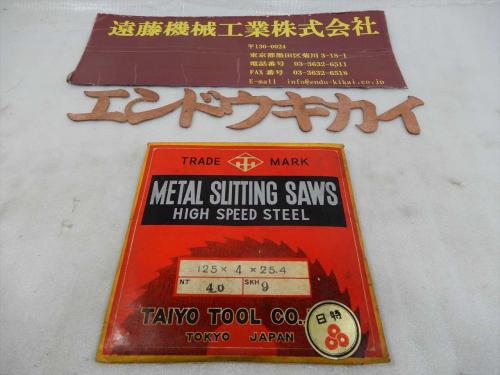 遠藤機械工業株式会社
〒130-0024
東京都墨田区菊川 3-18-1
電話番号 03-3632-6511
FAX番号 03-3632-6518
E-mail info@endo-kikai.co.jp
エンドウキカイ
TRADE MARK
METAL SLITTING SAWS
HIGH SPEED STEEL
125 × 4 × 25.4
NT 40 SKH 9
TAIYO TOOL CO.,
TOKYO JAPAN
日特